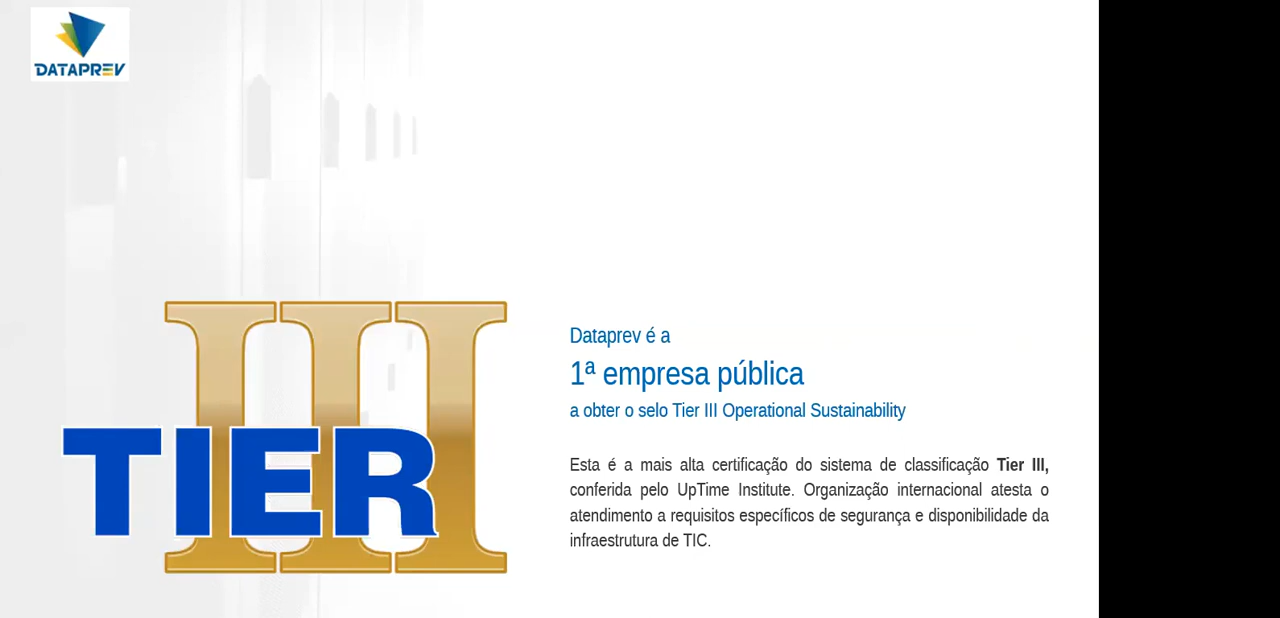 DATAPREV
III
TIER
Dataprev é a
1ª empresa pública
a obter o selo Tier III Operational Sustainability
Esta é a mais alta certificação do sistema de classificação Tier III,
conferida pelo UpTime Institute. Organização internacional atesta o
atendimento a requisitos específicos de segurança e disponibilidade da
infraestrutura de TIC.